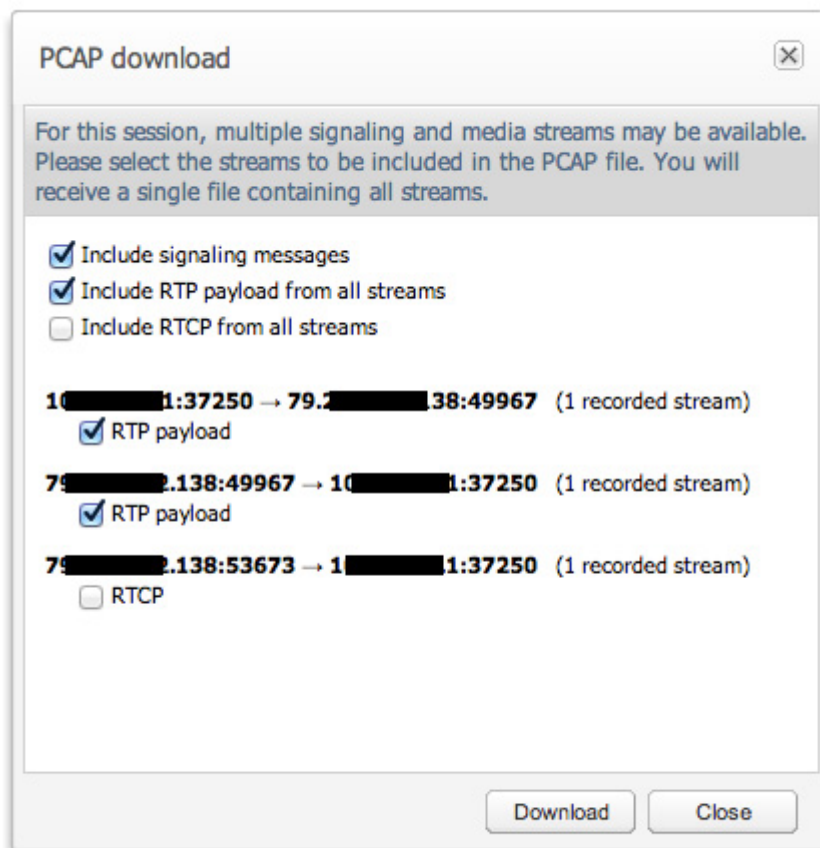 PCAP download
For this session, multiple signaling and media streams may be available.
Please select the streams to be included in the PCAP file. You will
receive a single file containing all streams.
Include signaling messages
Include RTP payload from all streams
Include RTCP from all streams
1:37250 → 79. 38:49967 (1 recorded stream)
RTP payload
79 .138:49967 → 1:37250 (1 recorded stream)
RTP payload
79 .138:53673 → 1 .1:37250 (1 recorded stream)
RTCP
Download Close